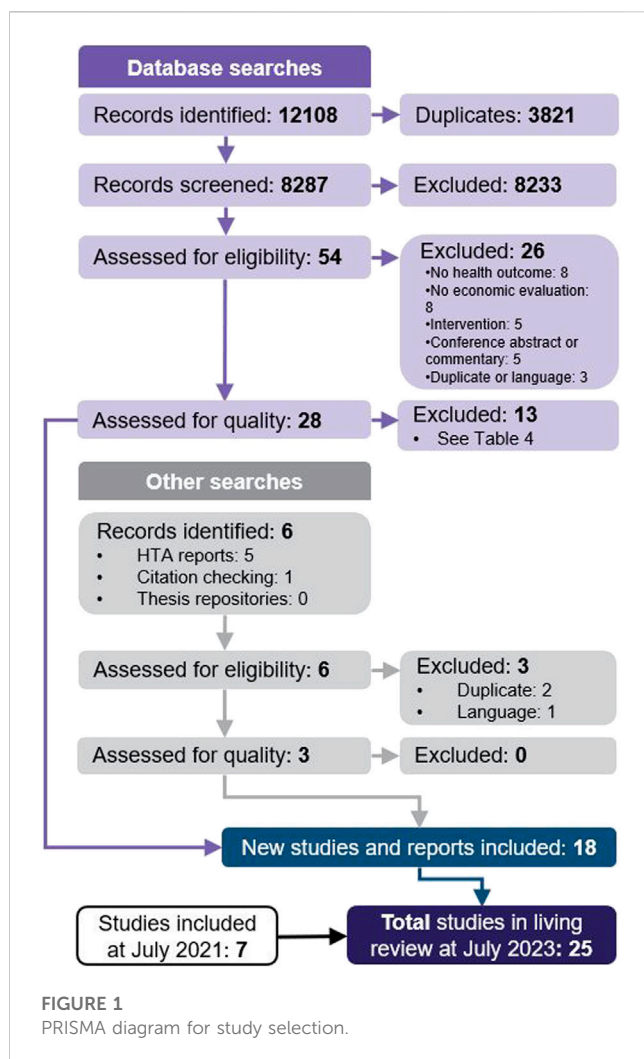 Database searches
Records identified: 12108
Duplicates: 3821
Records screened: 8287
Excluded: 8233
Assessed for eligibility: 54
Excluded: 26
•No health outcome: 8
•No economic evaluation:
8
•Intervention: 5
•Conference abstract or
commentary: 5
•Duplicate or language: 3
Assessed for quality: 28
Excluded: 13
• See Table 4
Other searches
Records identified: 6
• HTA reports: 5
• Citation checking: 1
• Thesis repositories: 0
Assessed for eligibility: 6
Excluded: 3
• Duplicate: 2
• Language: 1
Assessed for quality: 3
Excluded: 0
New studies and reports included: 18
Studies included
at July 2021: 7
Total studies in living
review at July 2023: 25
FIGURE 1
PRISMA diagram for study selection.